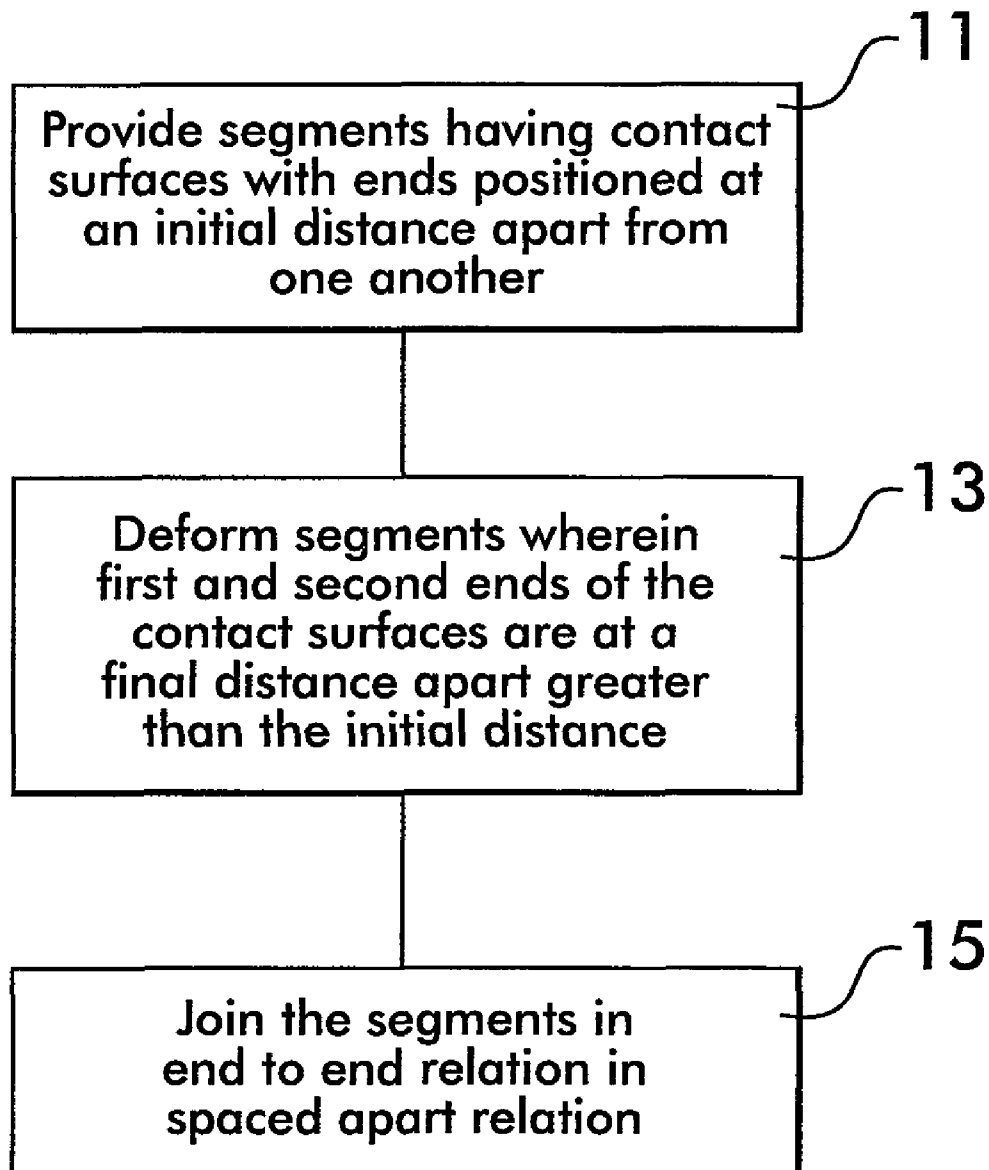 11
Provide segments having contact
surfaces with ends positioned at
an initial distance apart from
one another
13
Deform segments wherein
first and second ends of the
contact surfaces are at a
final distance apart greater
than the initial distance
15
Join the segments in
end to end relation in
spaced apart relation